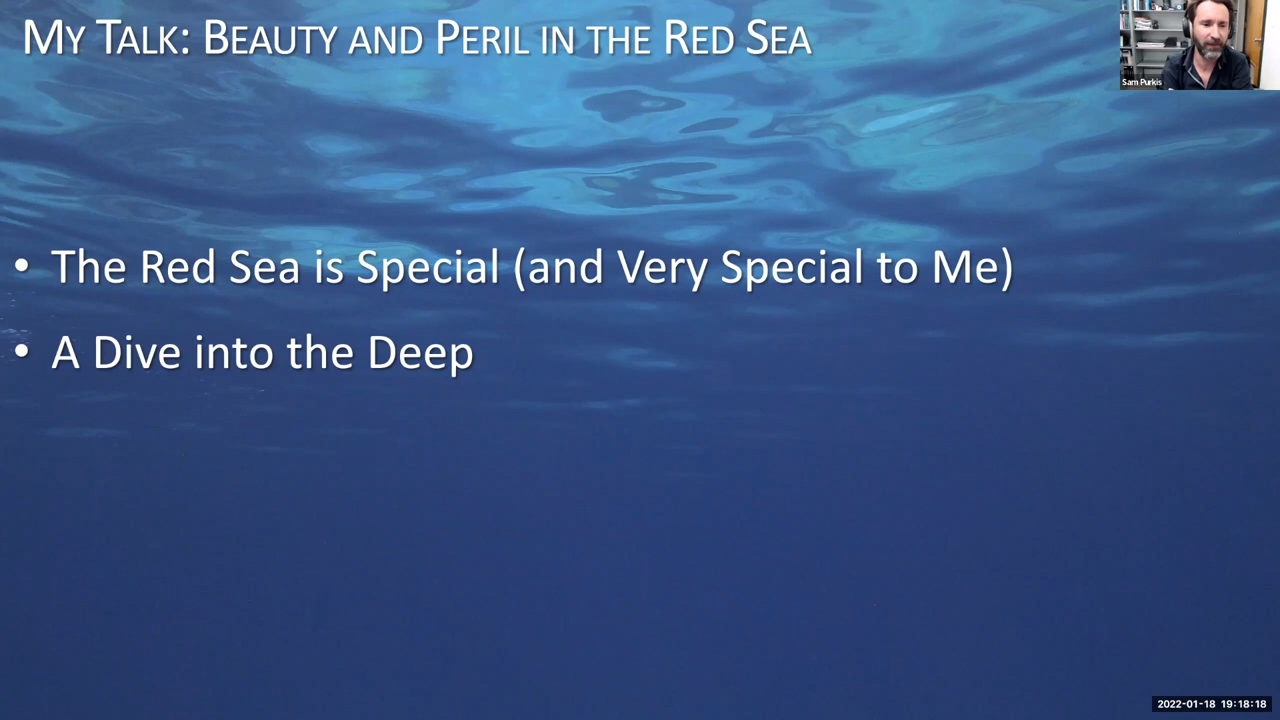 My Talk: Beauty and Peril in the Red Sea
Sam Purkis
• The Red Sea is Special (and Very Special to Me)
• A Dive into the Deep
2022-01-18 19:18:18